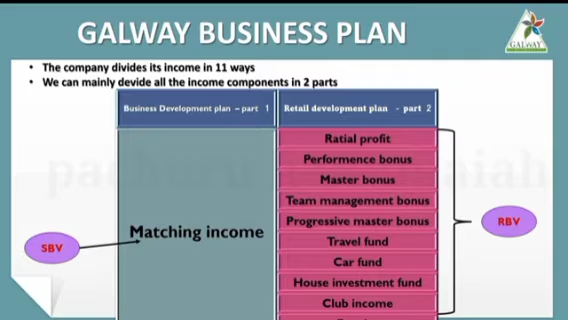 GALWAY BUSINESS PLAN
GALWAY
• The company divides its income in 11 ways
• We can mainly devide all the income components in 2 parts
Business Development plan – part 1
Retail development plan - part 2
Ratial profit
Performence bonus
Master bonus
Team management bonus
Progressive master bonus
Travel fund
Car fund
House investment fund
Club income
Matching income
SBV
RBV